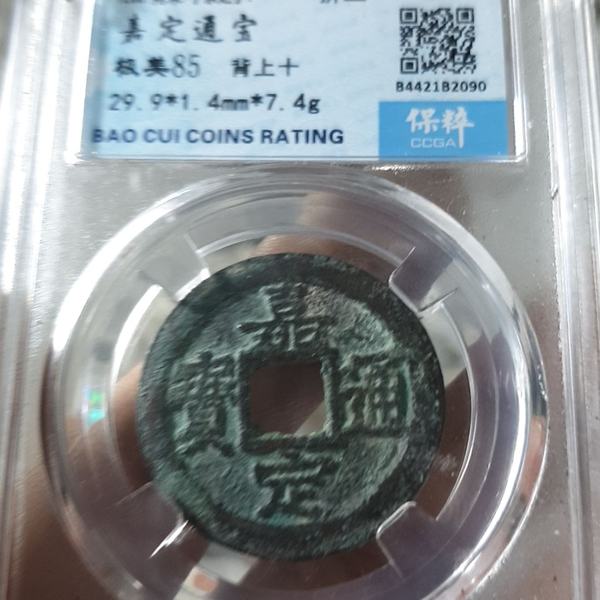 嘉定通宝
极美85 背上十
29.9*1.4mm*7.4g
BAO CUI COINS RATING
B4421B2090
保粹
CCGA
嘉定通寶